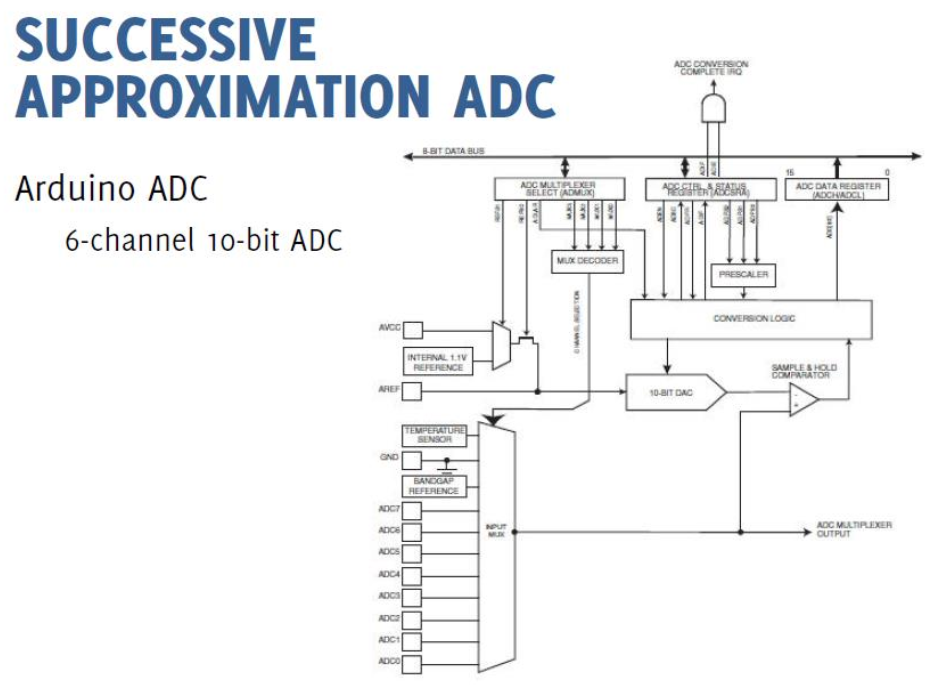 SUCCESSIVE
APPROXIMATION ADC
Arduino ADC
6-channel 10-bit ADC
ADC CONVERSION
COMPLETE IRQ
8-BIT DATA BUS
15
0
ADC MULTIPLEXER
SELECT (ADMUX)
ADC CTRL. & STATUS
REGISTER (ADCSRA)
ADC DATA REGISTER
(ADCH/ADCL)
MUX DECODER
PRESCALER
CHANNEL SELECTION
CONVERSION LOGIC
AVCC
INTERNAL 1.1V
REFERENCE
AREF
10-BIT DAC
SAMPLE & HOLD
COMPARATOR
-
+
TEMPERATURE
SENSOR
GND
BANDGAP
REFERENCE
ADC7
ADC6
ADC5
ADC4
ADC3
ADC2
ADC1
ADC0
INPUT
MUX
ADC MULTIPLEXER
OUTPUT